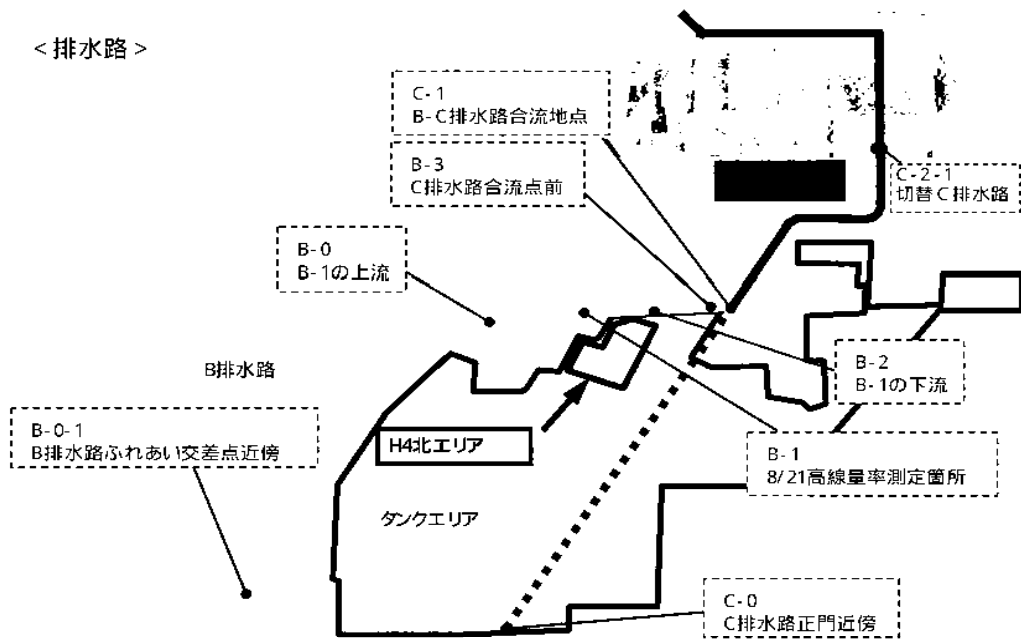 ＜排水路＞
C-1
B-C排水路合流地点
B-3
C排水路合流点前
C-2-1
切替C排水路
B-0
B-1の上流
B排水路
B-2
B-1の下流
B-0-1
B排水路ふれあい交差点近傍
H4北エリア
B-1
8/21高線量率測定箇所
タンクエリア
C-0
C排水路正門近傍